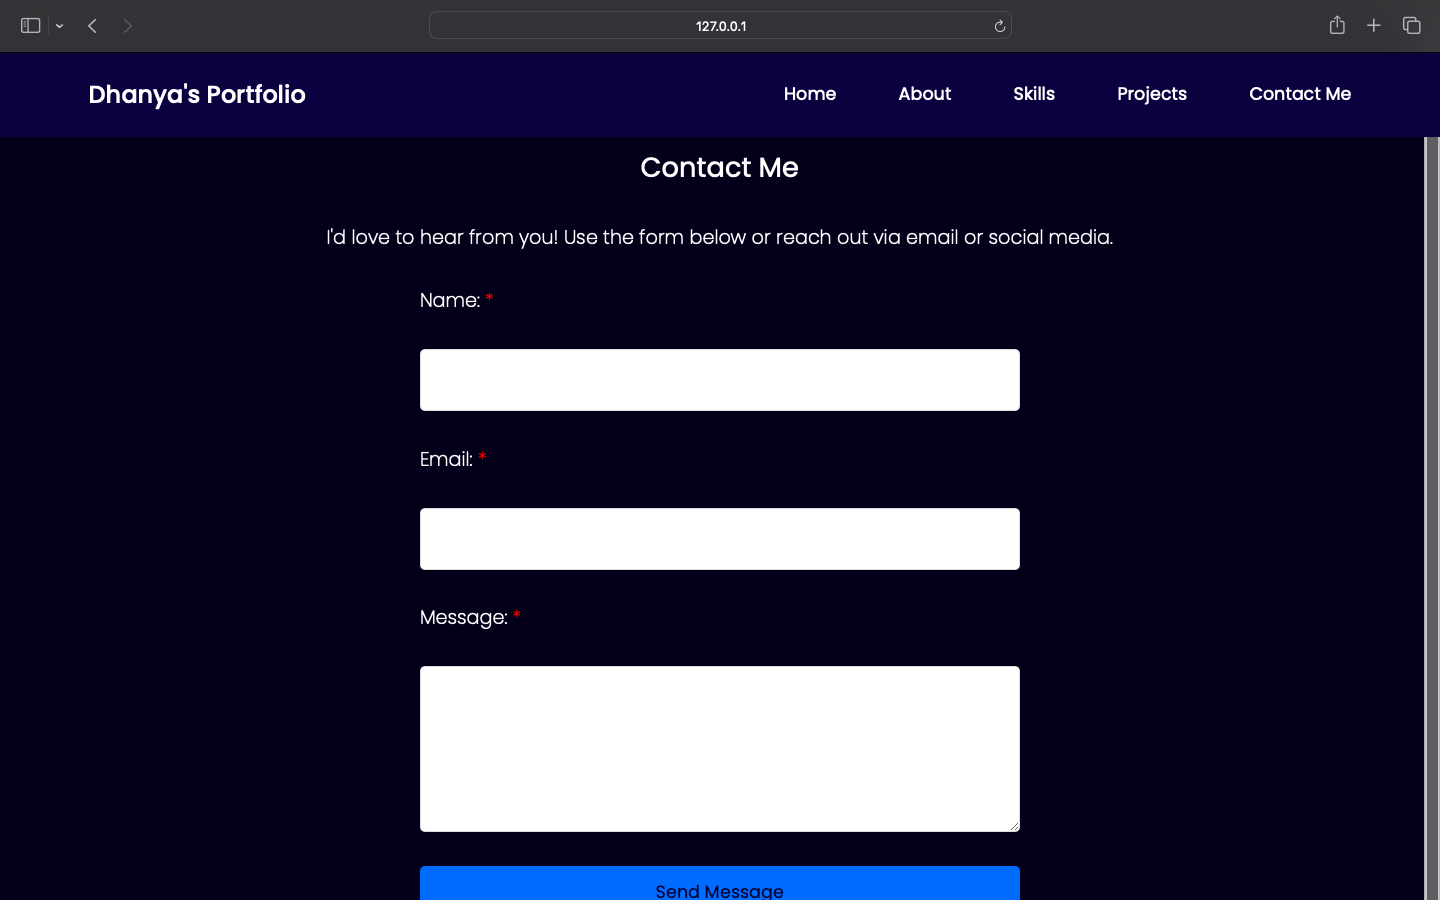 127.0.0.1
Dhanya's Portfolio Home About Skills Projects Contact Me
Contact Me
I'd love to hear from you! Use the form below or reach out via email or social media.
Name: *
Email: *
Message: *
Send Message